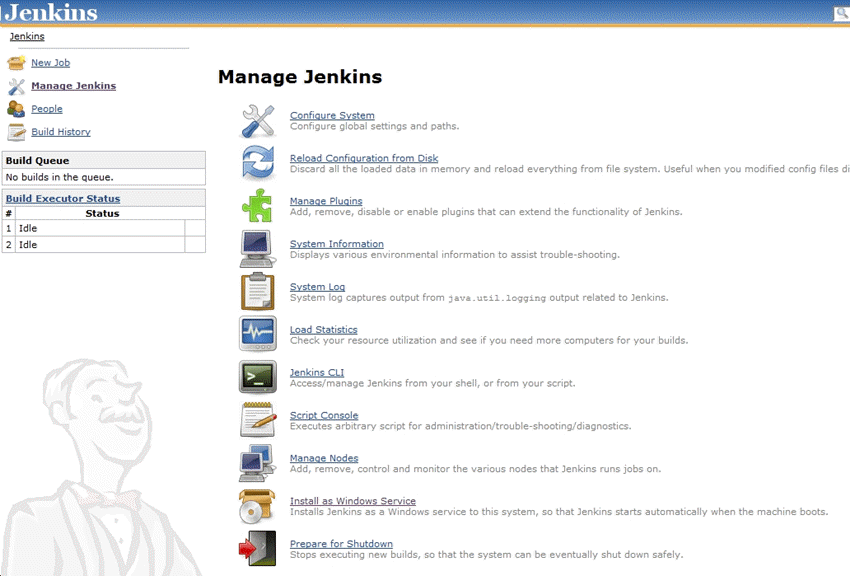 Jenkins
Jenkins
New Job
Manage Jenkins
People
Build History
Build Queue
No builds in the queue.
Build Executor Status
# Status
1 Idle
2 Idle
Manage Jenkins
Configure System
Configure global settings and paths.
Reload Configuration from Disk
Discard all the loaded data in memory and reload everything from file system. Useful when you modified config files di
Manage Plugins
Add, remove, disable or enable plugins that can extend the functionality of Jenkins.
System Information
Displays various environmental information to assist trouble-shooting.
System Log
System log captures output from java.util.logging output related to Jenkins.
Load Statistics
Check your resource utilization and see if you need more computers for your builds.
Jenkins CLI
Access/manage Jenkins from your shell, or from your script.
Script Console
Executes arbitrary script for administration/trouble-shooting/diagnostics.
Manage Nodes
Add, remove, control and monitor the various nodes that Jenkins runs jobs on.
Install as Windows Service
Installs Jenkins as a Windows service to this system, so that Jenkins starts automatically when the machine boots.
Prepare for Shutdown
Stops executing new builds, so that the system can be eventually shut down safely.